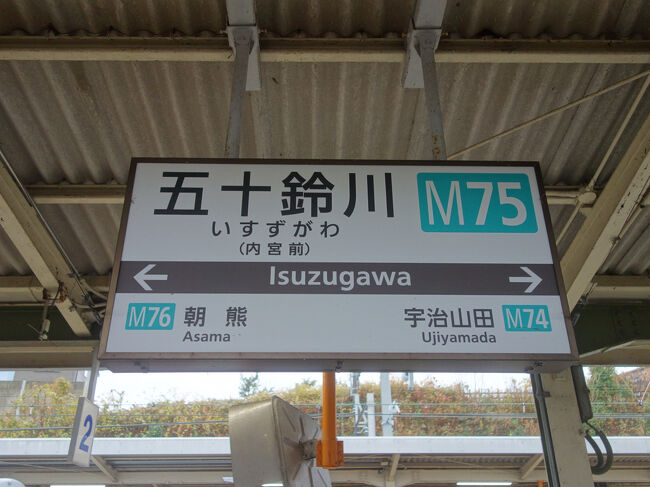 五十鈴川 M75
いすずがわ
(内宮前)
← Isuzugawa →
M76 朝熊 宇治山田 M74
Asama Ujiyamada
2